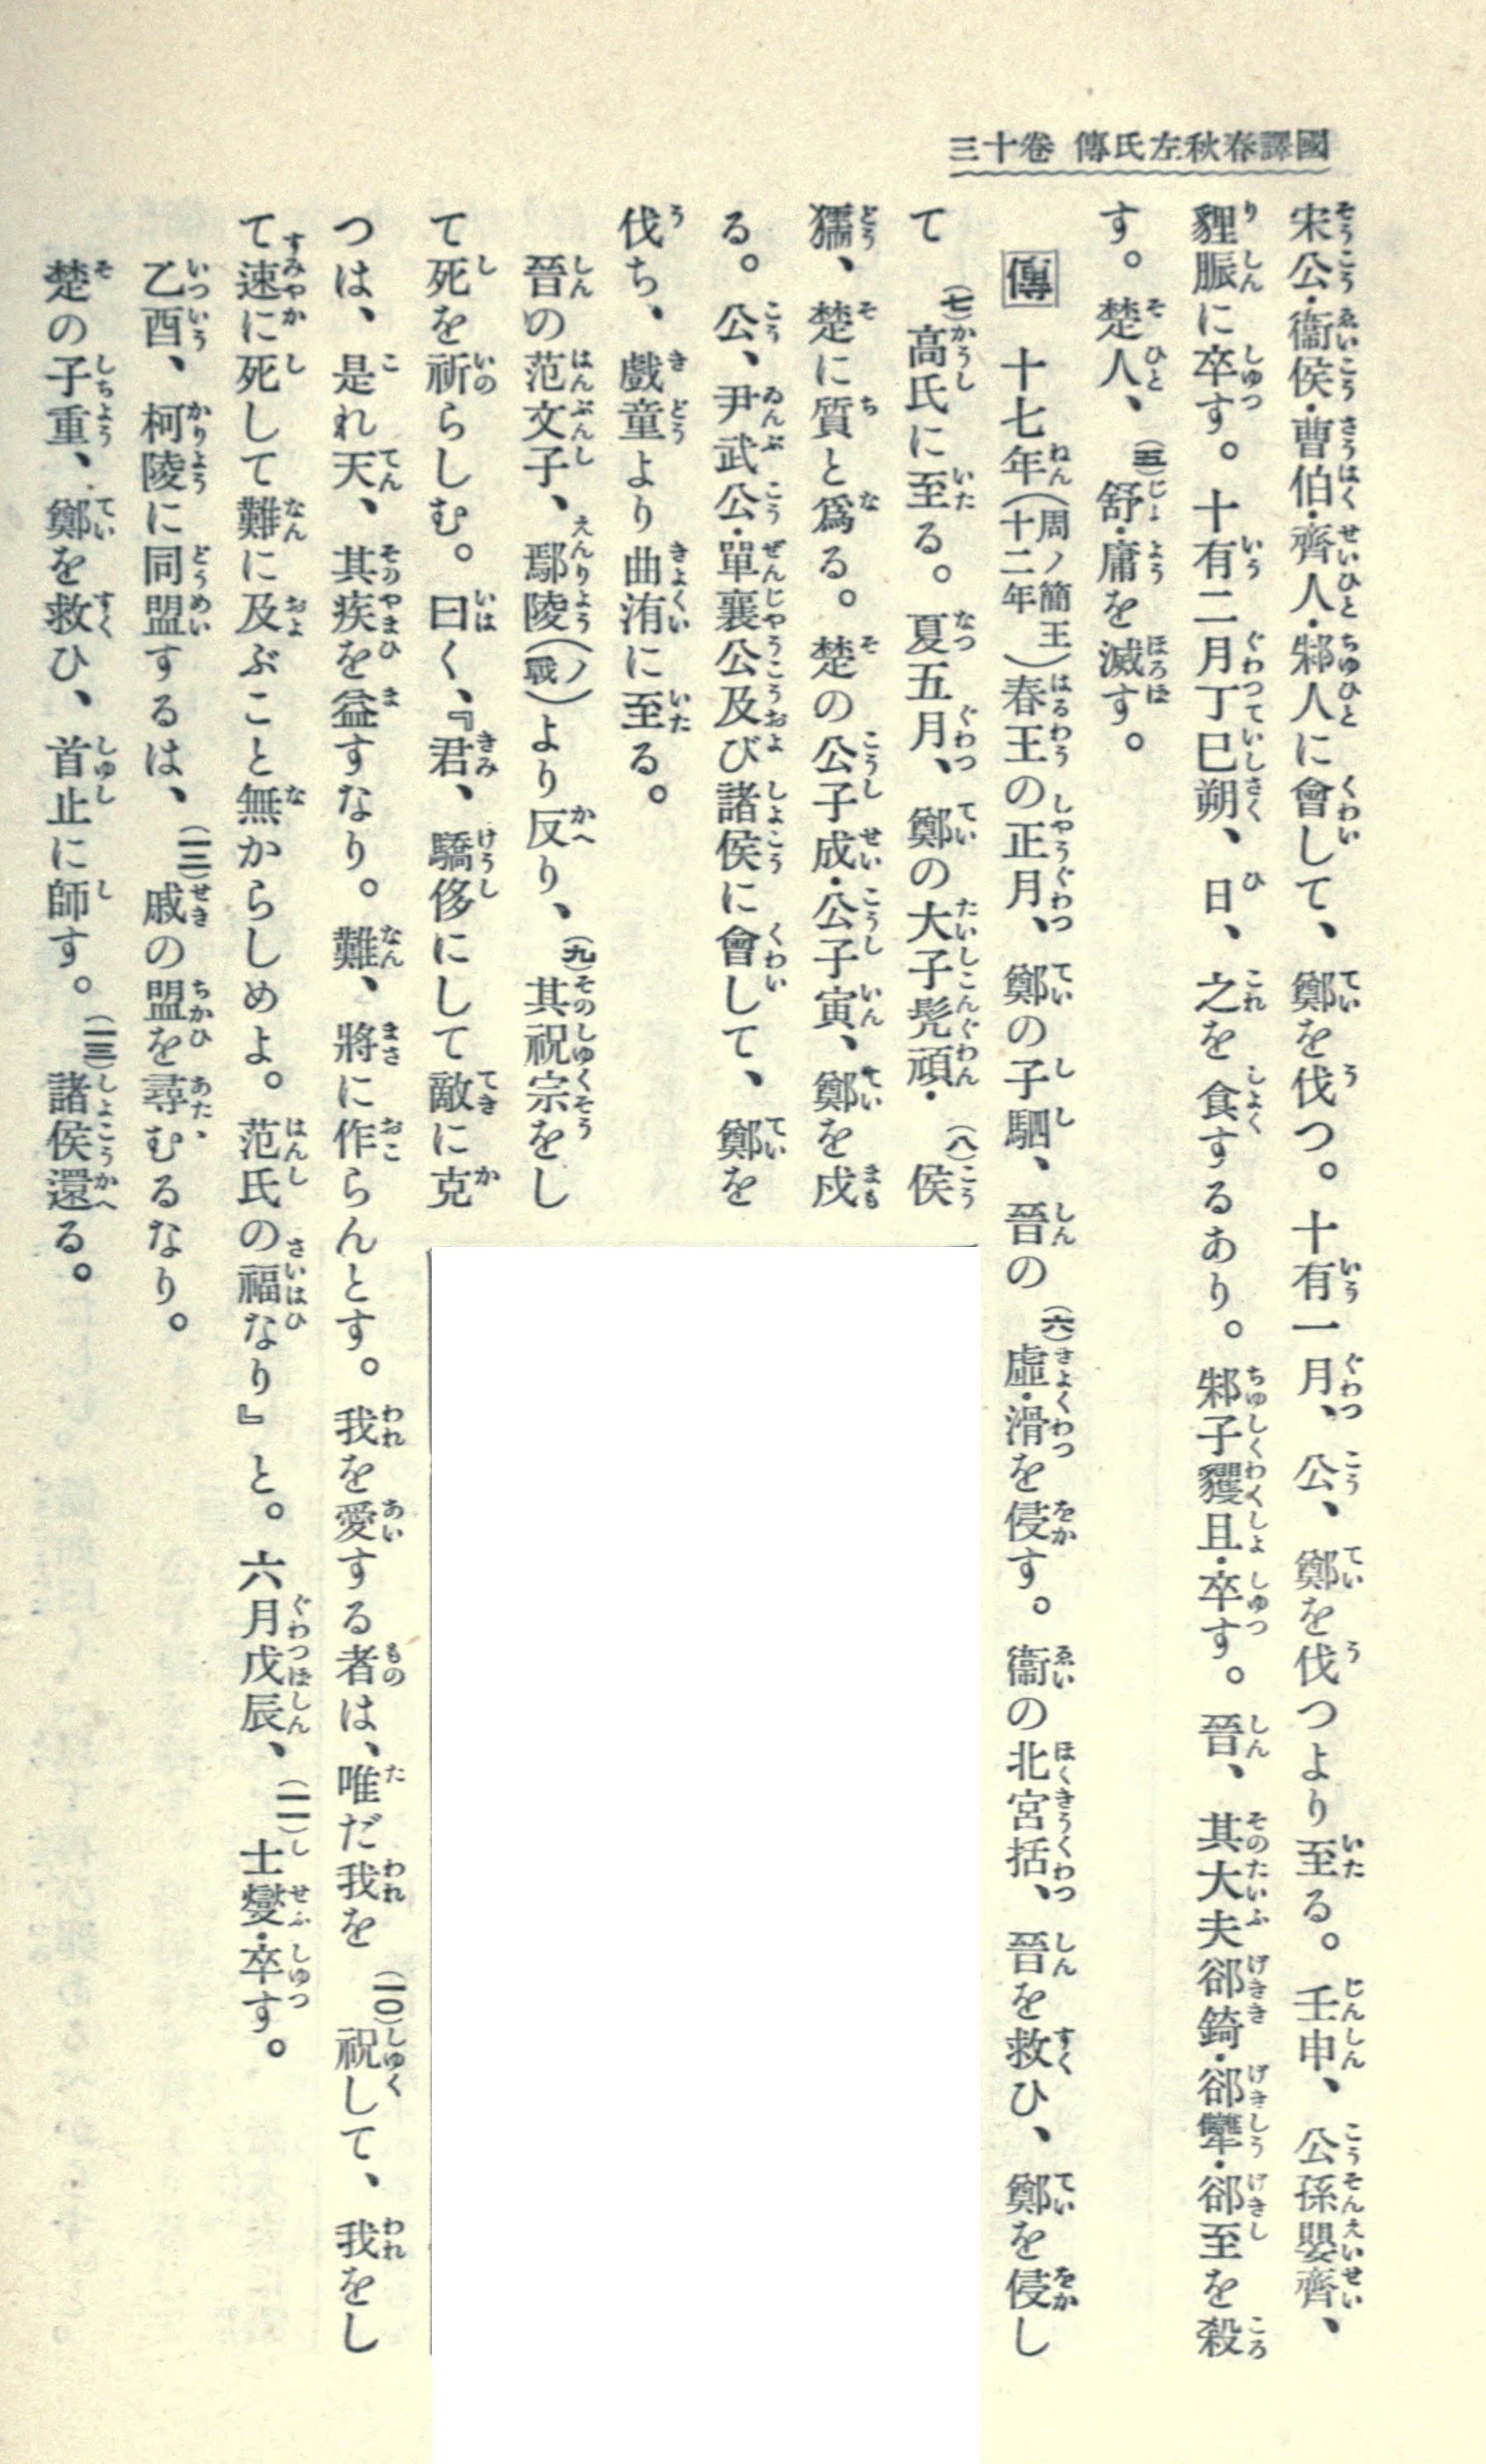 國譯春秋左氏傳 卷十三
宋公・衞侯・曹伯・齊人・邾人に會して、鄭を伐つ。十有一月、公、鄭を伐つより至る。壬申、公孫嬰齊、
貍脤に卒す。十有二月丁巳朔、日、之を食するあり。邾子貜且・卒す。晉、其大夫郤錡・郤犨・郤至を殺
す。楚人、(五)舒・庸を滅す。
傳 十七年(周ノ簡王十二年)春王の正月、鄭の子駟、晉の(六)虛・滑を侵す。衞の北宮括、晉を救ひ、鄭を侵し
て(七)高氏に至る。夏五月、鄭の大子髠頑・(八)侯
獳、楚に質と爲る。楚の公子成・公子寅、鄭を戍
る。公、尹武公・單襄公及び諸侯に會して、鄭を
伐ち、戲童より曲洧に至る。
晉の范文子、鄢陵(ノ戰)より反り、(九)其祝宗をし
て死を祈らしむ。曰く、『君、驕侈にして敵に克
つは、是れ天、其疾を益すなり。難、將に作らんとす。我を愛する者は、唯だ我を(一〇)祝して、我をし
て速に死して難に及ぶこと無からしめよ。范氏の福なり』と。六月戊辰、(一一)士燮・卒す。
乙酉、柯陵に同盟するは、(一二)戚の盟を尋むるなり。
楚の子重、鄭を救ひ、首止に師す。(一三)諸侯還る。